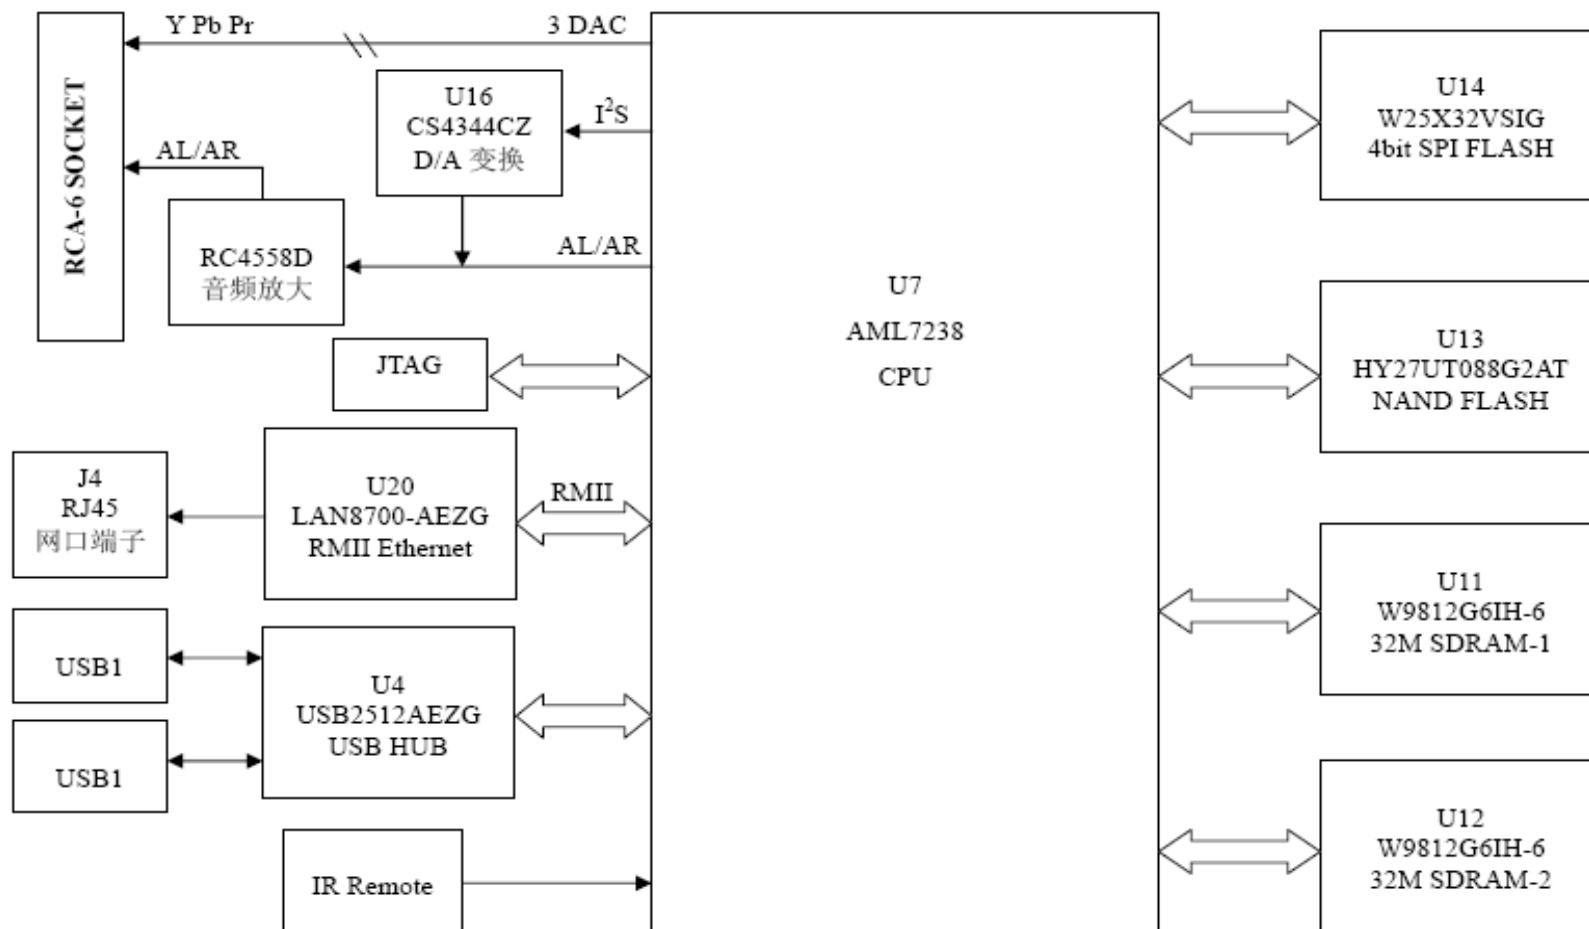 Y Pb Pr
3 DAC
RCA-6 SOCKET
U16
CS4344CZ
D/A 变换
I²S
AL/AR
RC4558D
音频放大
AL/AR
JTAG
U7
AML7238
CPU
U14
W25X32VSIG
4bit SPI FLASH
U13
HY27UT088G2AT
NAND FLASH
J4
RJ45
网口端子
U20
LAN8700-AEZG
RMII Ethernet
RMII
USB1
USB1
U4
USB2512AEZG
USB HUB
IR Remote
U11
W9812G6IH-6
32M SDRAM-1
U12
W9812G6IH-6
32M SDRAM-2